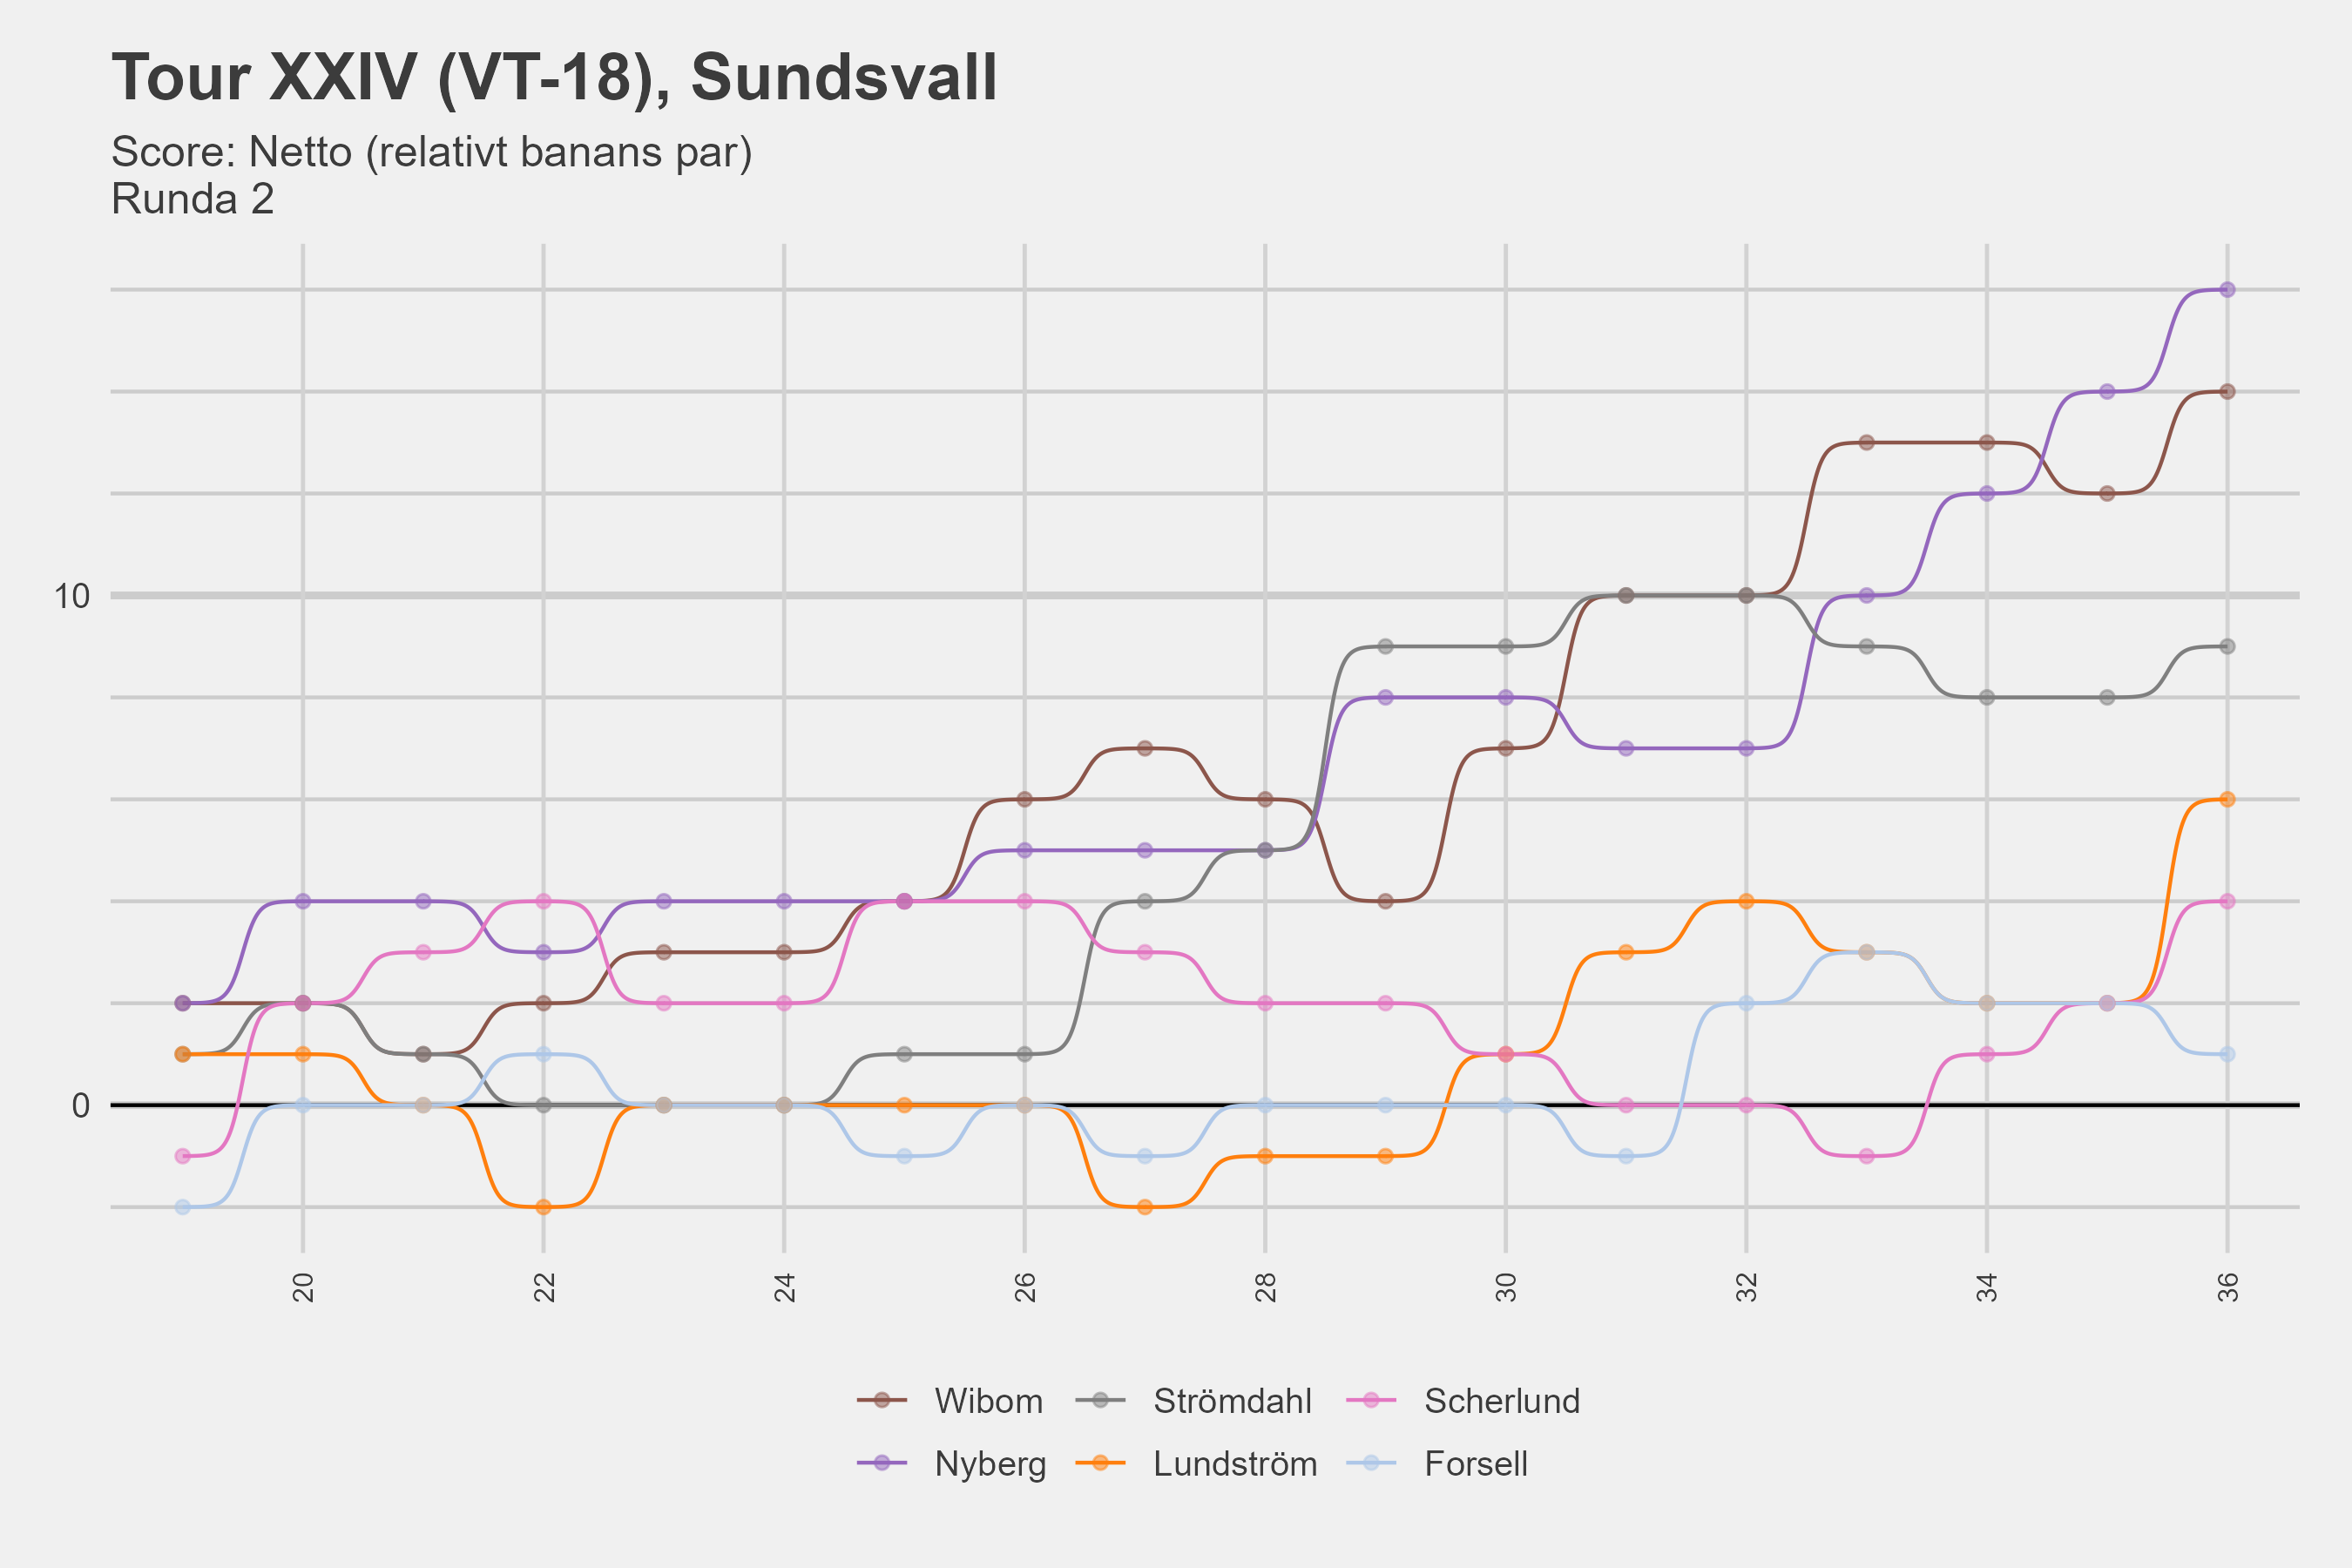 Tour XXIV (VT-18), Sundsvall
Score: Netto (relativt banans par)
Runda 2
10
0
20 22 24 26 28 30 32 34 36
Wibom Strömdahl Scherlund
Nyberg Lundström Forsell